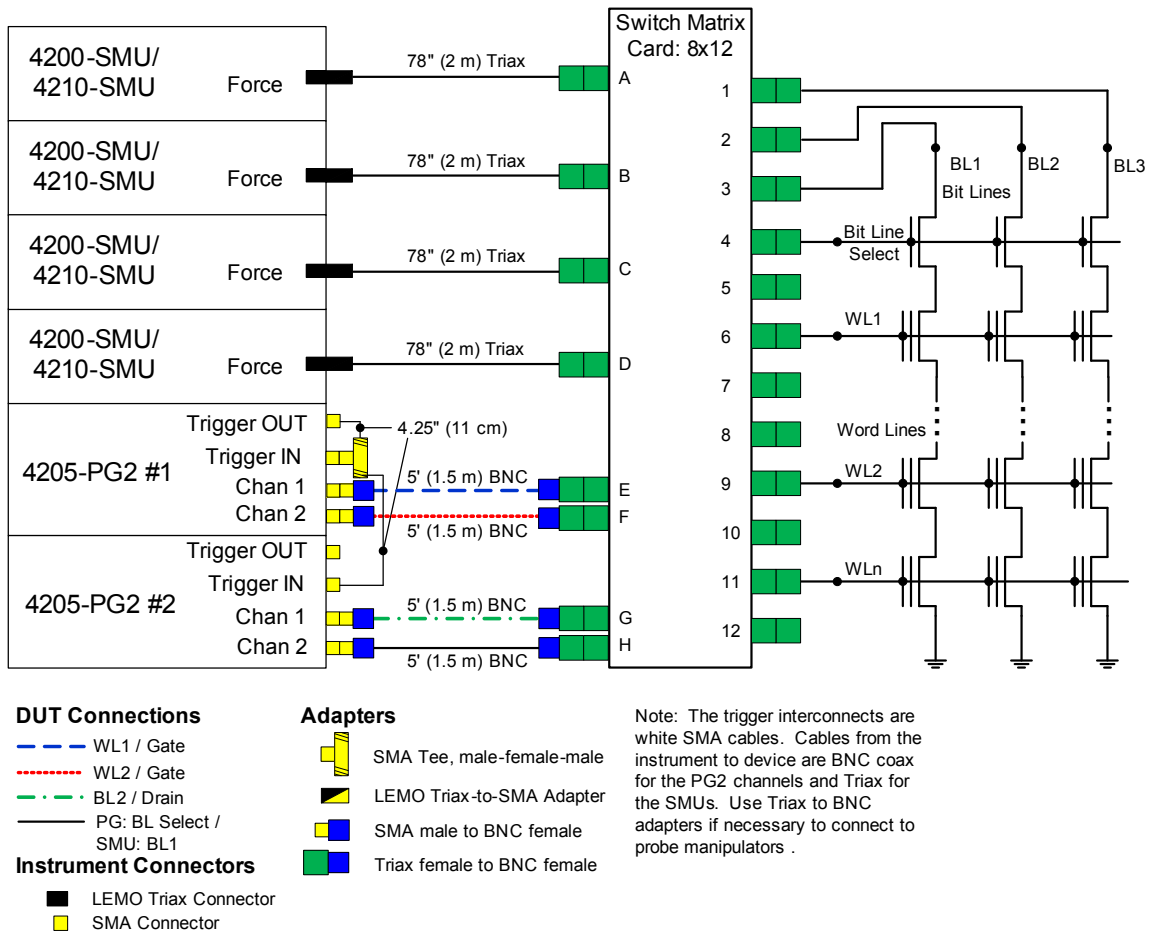 4200-SMU/
4210-SMU
Force
78" (2 m) Triax
A
4200-SMU/
4210-SMU
Force
78" (2 m) Triax
B
4200-SMU/
4210-SMU
Force
78" (2 m) Triax
C
4200-SMU/
4210-SMU
Force
78" (2 m) Triax
D
4205-PG2 #1
Trigger OUT
Trigger IN
Chan 1
Chan 2
4.25" (11 cm)
5' (1.5 m) BNC
E
5' (1.5 m) BNC
F
4205-PG2 #2
Trigger OUT
Trigger IN
Chan 1
Chan 2
5' (1.5 m) BNC
G
5' (1.5 m) BNC
H
Switch Matrix
Card: 8x12
1
2
3
4
5
6
7
8
9
10
11
12
BL1
BL2
BL3
Bit Lines
Bit Line
Select
WL1
Word Lines
WL2
WLn
DUT Connections
WL1 / Gate
WL2 / Gate
BL2 / Drain
PG: BL Select /
SMU: BL1
Instrument Connectors
LEMO Triax Connector
SMA Connector
Adapters
SMA Tee, male-female-male
LEMO Triax-to-SMA Adapter
SMA male to BNC female
Triax female to BNC female
Note: The trigger interconnects are
white SMA cables. Cables from the
instrument to device are BNC coax
for the PG2 channels and Triax for
the SMUs. Use Triax to BNC
adapters if necessary to connect to
probe manipulators .